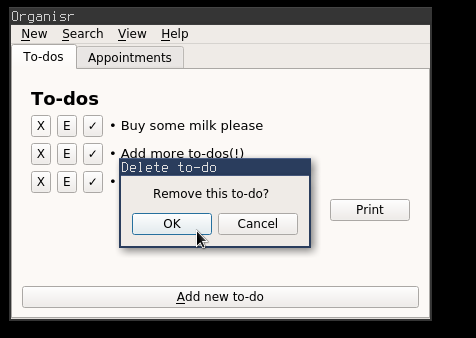 Organisr
New Search View Help
To-dos Appointments
To-dos
X E ✓ • Buy some milk please
X E ✓ • Add more to-dos(!)
X E ✓ •
Delete to-do
Remove this to-do?
OK Cancel
Print
Add new to-do